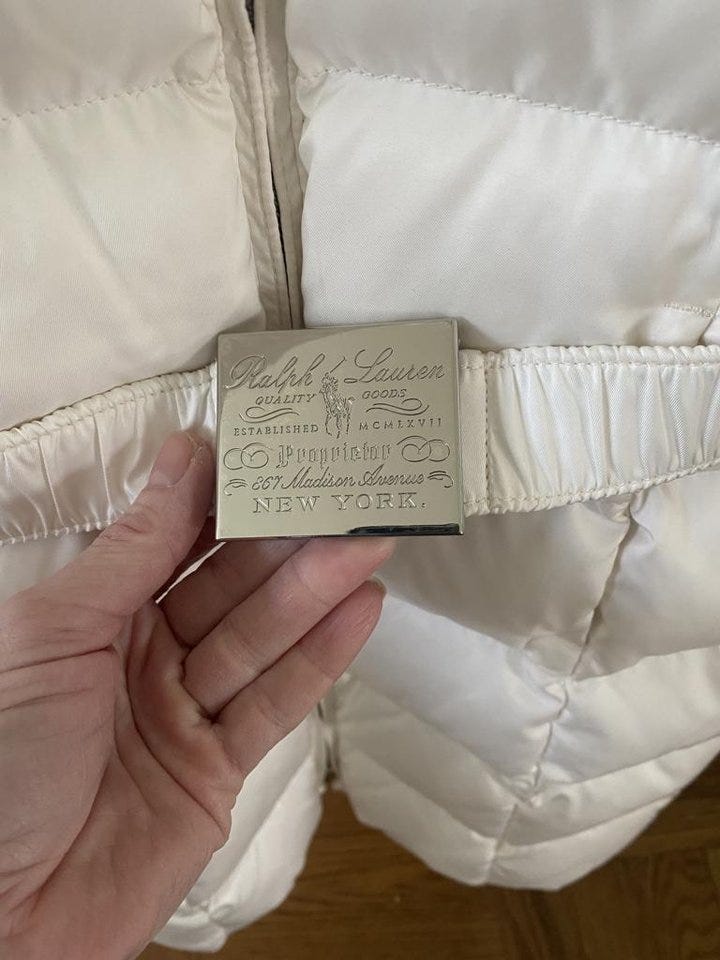 Ralph Lauren
QUALITY GOODS
ESTABLISHED MCMLXVII
Proprietor
867 Madison Avenue
NEW YORK.